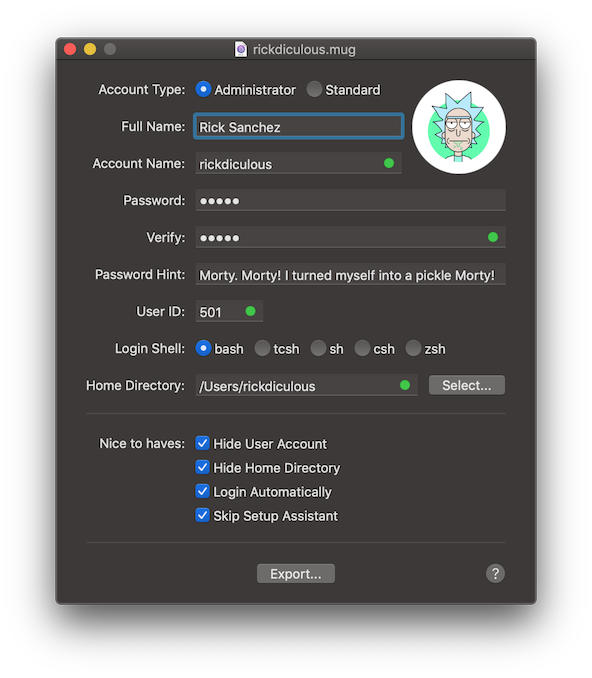 rickdiculous.mug
Account Type: Administrator Standard
Full Name: Rick Sanchez
Account Name: rickdiculous
Password: ●●●●●
Verify: ●●●●●
Password Hint: Morty. Morty! I turned myself into a pickle Morty!
User ID: 501
Login Shell: bash tcsh sh csh zsh
Home Directory: /Users/rickdiculous Select...
Nice to haves: Hide User Account
Hide Home Directory
Login Automatically
Skip Setup Assistant
Export... ?